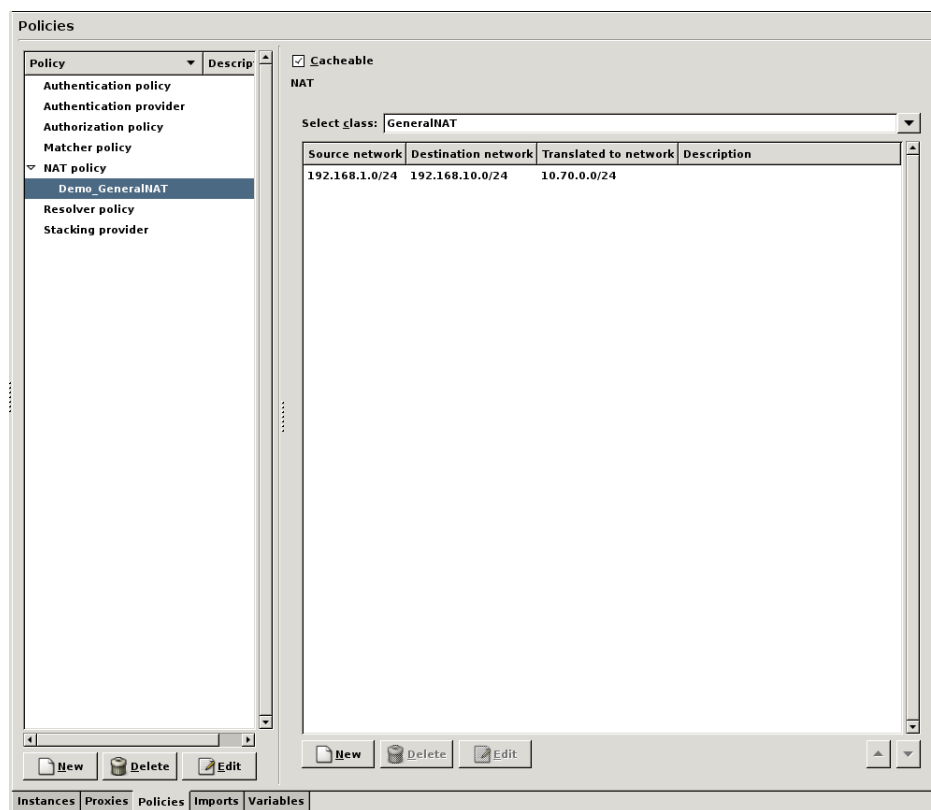 Policies
Policy Descrip
Authentication policy
Authentication provider
Authorization policy
Matcher policy
NAT policy
Demo_GeneralNAT
Resolver policy
Stacking provider
New Delete Edit
Cacheable
NAT
Select class: GeneralNAT
Source network Destination network Translated to network Description
192.168.1.0/24 192.168.10.0/24 10.70.0.0/24
New Delete Edit
Instances Proxies Policies Imports Variables